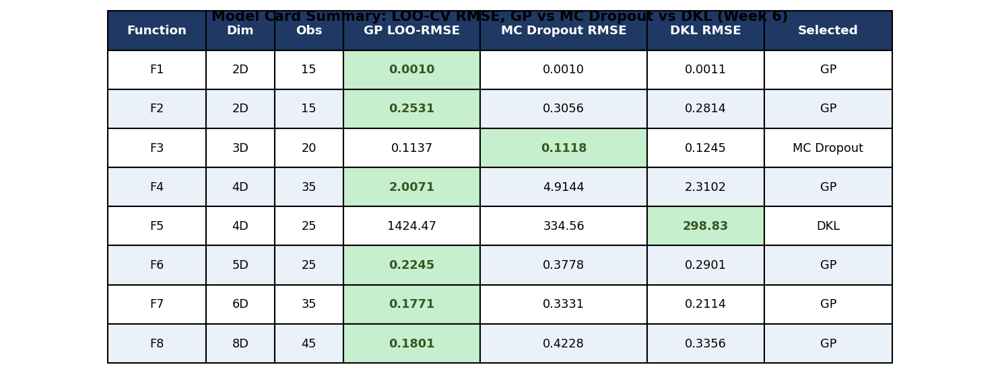 Model Card Summary: LOO-CV RMSE, GP vs MC Dropout vs DKL (Week 6)
Function Dim Obs GP LOO-RMSE MC Dropout RMSE DKL RMSE Selected
F1 2D 15 0.0010 0.0010 0.0011 GP
F2 2D 15 0.2531 0.3056 0.2814 GP
F3 3D 20 0.1137 0.1118 0.1245 MC Dropout
F4 4D 35 2.0071 4.9144 2.3102 GP
F5 4D 25 1424.47 334.56 298.83 DKL
F6 5D 25 0.2245 0.3778 0.2901 GP
F7 6D 35 0.1771 0.3331 0.2114 GP
F8 8D 45 0.1801 0.4228 0.3356 GP